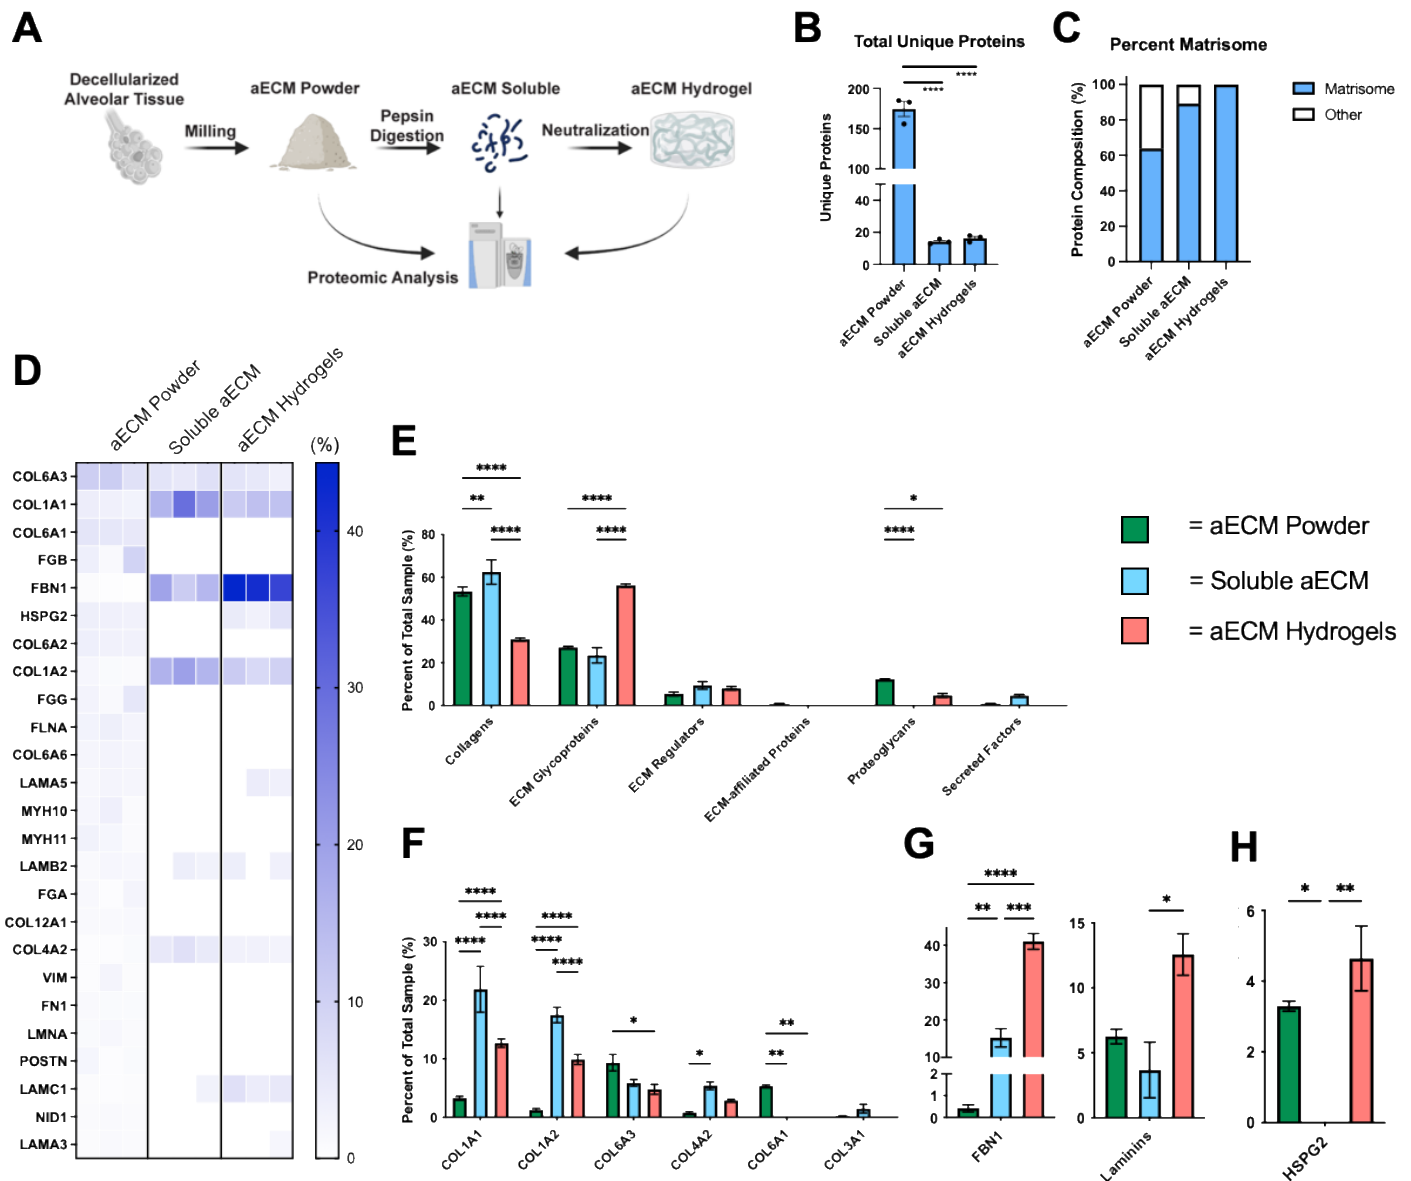 A
Decellularized
Alveolar Tissue
Milling
aECM Powder
Pepsin
Digestion
aECM Soluble
Neutralization
aECM Hydrogel
Proteomic Analysis
B
Total Unique Proteins
****
****
Unique Proteins
200
150
100
40
20
0
aECM Powder
Soluble aECM
aECM Hydrogels
C
Percent Matrisome
Protein Composition (%)
100
80
60
40
20
0
aECM Powder
Soluble aECM
aECM Hydrogels
Matrisome
Other
D
aECM Powder
Soluble aECM
aECM Hydrogels
(%)
COL6A3
COL1A1
COL6A1
FGB
FBN1
HSPG2
COL6A2
COL1A2
FGG
FLNA
COL6A6
LAMA5
MYH10
MYH11
LAMB2
FGA
COL12A1
COL4A2
VIM
FN1
LMNA
POSTN
LAMC1
NID1
LAMA3
40
30
20
10
0
E
Percent of Total Sample (%)
80
60
40
20
0
****
**
****
****
****
*
****
Collagens
ECM Glycoproteins
ECM Regulators
ECM-affiliated Proteins
Proteoglycans
Secreted Factors
= aECM Powder
= Soluble aECM
= aECM Hydrogels
F
Percent of Total Sample (%)
30
20
10
0
****
****
****
****
****
****
*
*
**
**
COL1A1
COL1A2
COL6A3
COL4A2
COL6A1
COL3A1
G
****
**
***
40
30
20
10
2
1
0
FBN1
*
15
10
5
0
Laminins
H
*
**
6
4
2
0
HSPG2